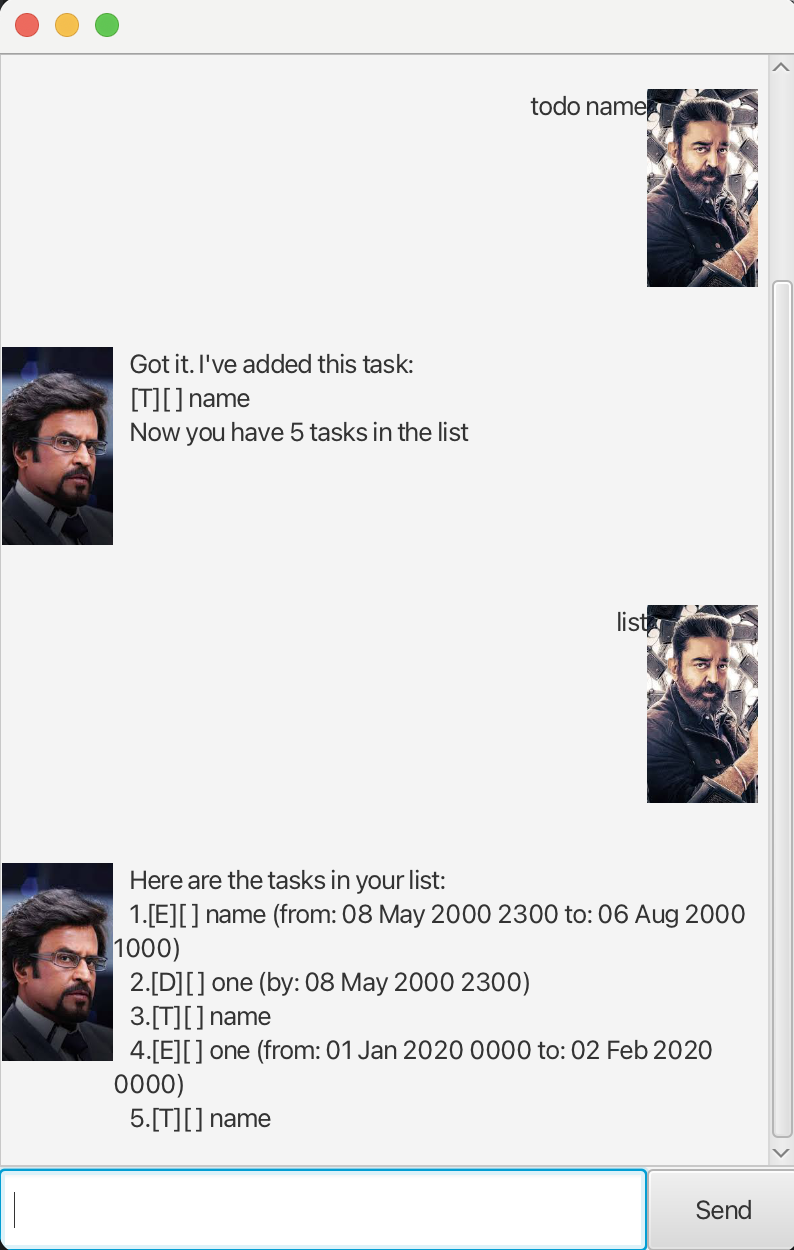 todo name
Got it. I've added this task:
[T][ ] name
Now you have 5 tasks in the list
list
Here are the tasks in your list:
1.[E][ ] name (from: 08 May 2000 2300 to: 06 Aug 2000
1000)
2.[D][ ] one (by: 08 May 2000 2300)
3.[T][ ] name
4.[E][ ] one (from: 01 Jan 2020 0000 to: 02 Feb 2020
0000)
5.[T][ ] name
Send